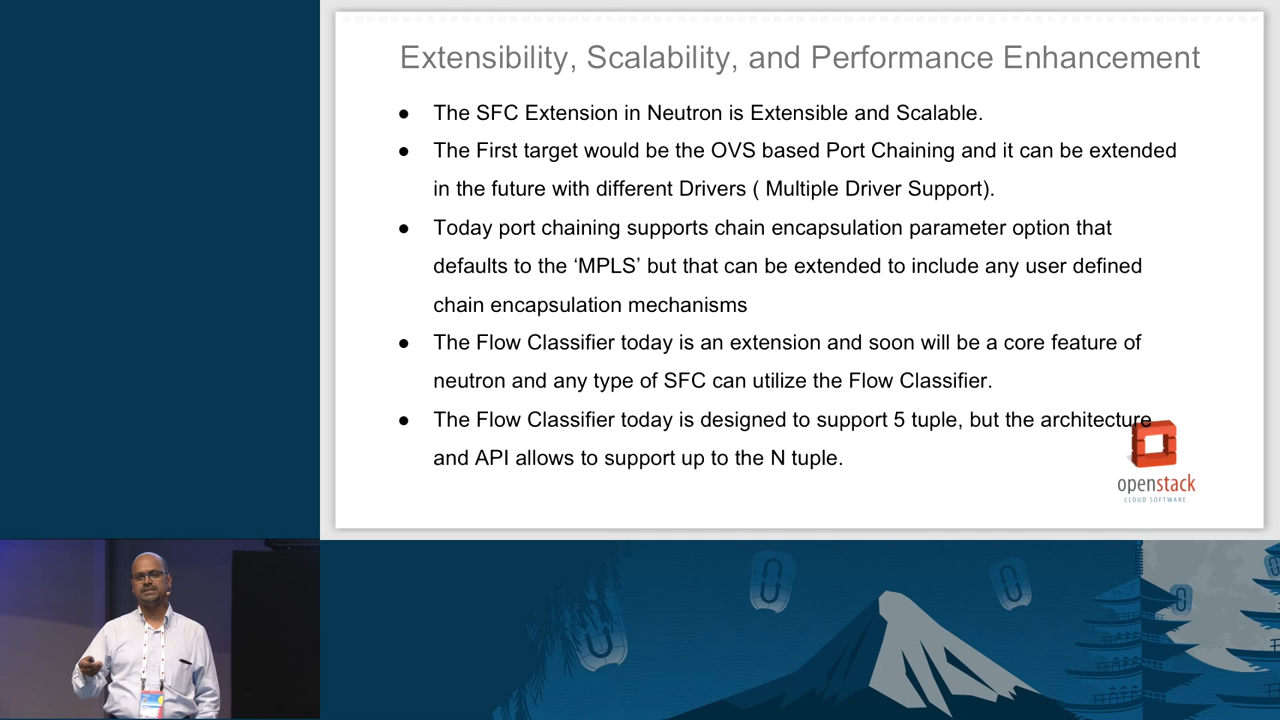 Extensibility, Scalability, and Performance Enhancement
● The SFC Extension in Neutron is Extensible and Scalable.
● The First target would be the OVS based Port Chaining and it can be extended
in the future with different Drivers ( Multiple Driver Support).
● Today port chaining supports chain encapsulation parameter option that
defaults to the ‘MPLS’ but that can be extended to include any user defined
chain encapsulation mechanisms
● The Flow Classifier today is an extension and soon will be a core feature of
neutron and any type of SFC can utilize the Flow Classifier.
● The Flow Classifier today is designed to support 5 tuple, but the architecture
and API allows to support up to the N tuple.
openstack
CLOUD SOFTWARE